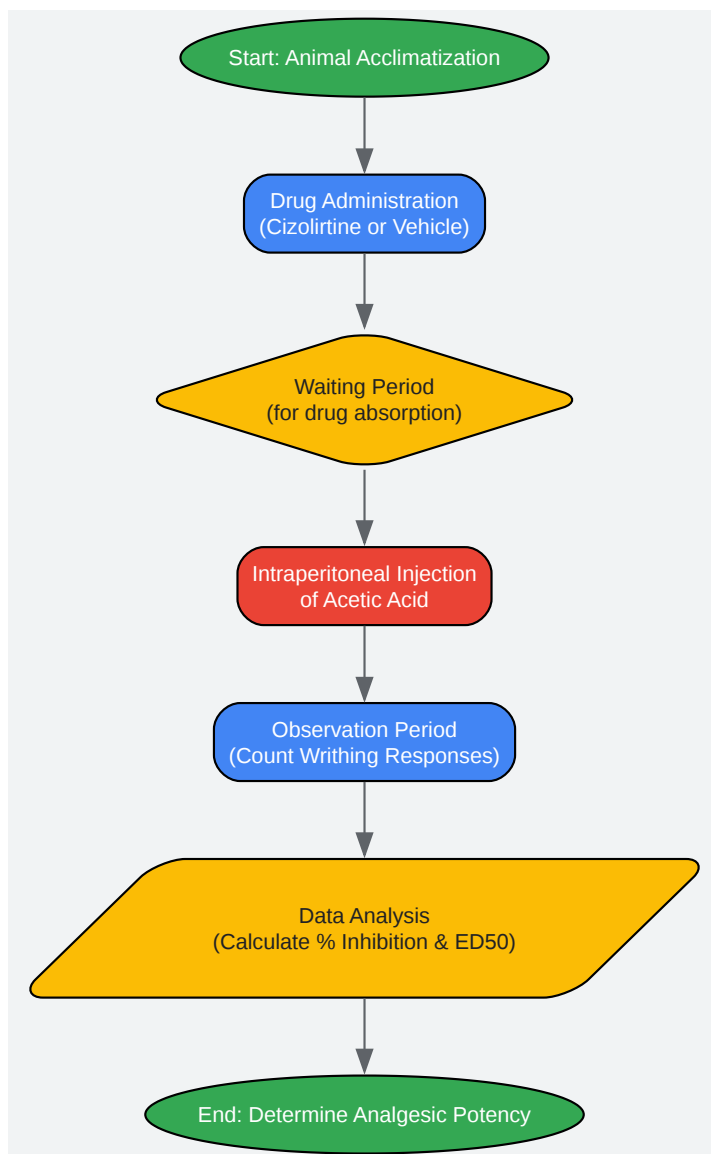 Start: Animal Acclimatization
Drug Administration
(Cizolirtine or Vehicle)
Waiting Period
(for drug absorption)
Intraperitoneal Injection
of Acetic Acid
Observation Period
(Count Writhing Responses)
Data Analysis
(Calculate % Inhibition & ED50)
End: Determine Analgesic Potency